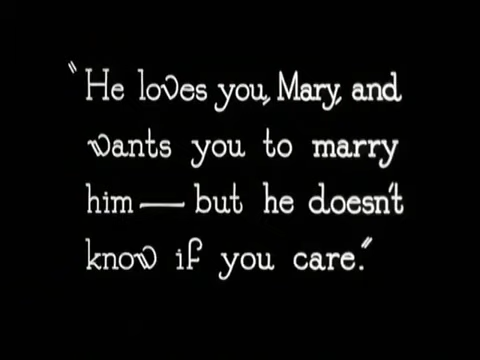 "He loves you, Mary, and
wants you to marry
him — but he doesn't
know if you care."